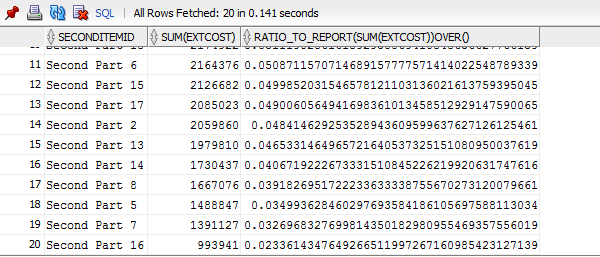 SQL | All Rows Fetched: 20 in 0.141 seconds
SECONDITEMID SUM(EXTCOST) RATIO_TO_REPORT(SUM(EXTCOST))OVER()
11 Second Part 6 2164376 0.0508711570714689157777571414022548789339
12 Second Part 15 2126682 0.0499852031546578121103136021613759395045
13 Second Part 17 2085023 0.0490060564941698361013458512929147590065
14 Second Part 2 2059860 0.048414629253528943609599637627126125461
15 Second Part 13 1979810 0.0465331464965721640537325151080950037619
16 Second Part 14 1730437 0.0406719222673331510845226219920631747616
17 Second Part 8 1667076 0.0391826951722233633338755670273120079661
18 Second Part 5 1488847 0.034993628460297693584186105697588113034
19 Second Part 7 1391127 0.0326968327699814350182980955469357556019
20 Second Part 16 993941 0.0233614347649266511997267160985423127139